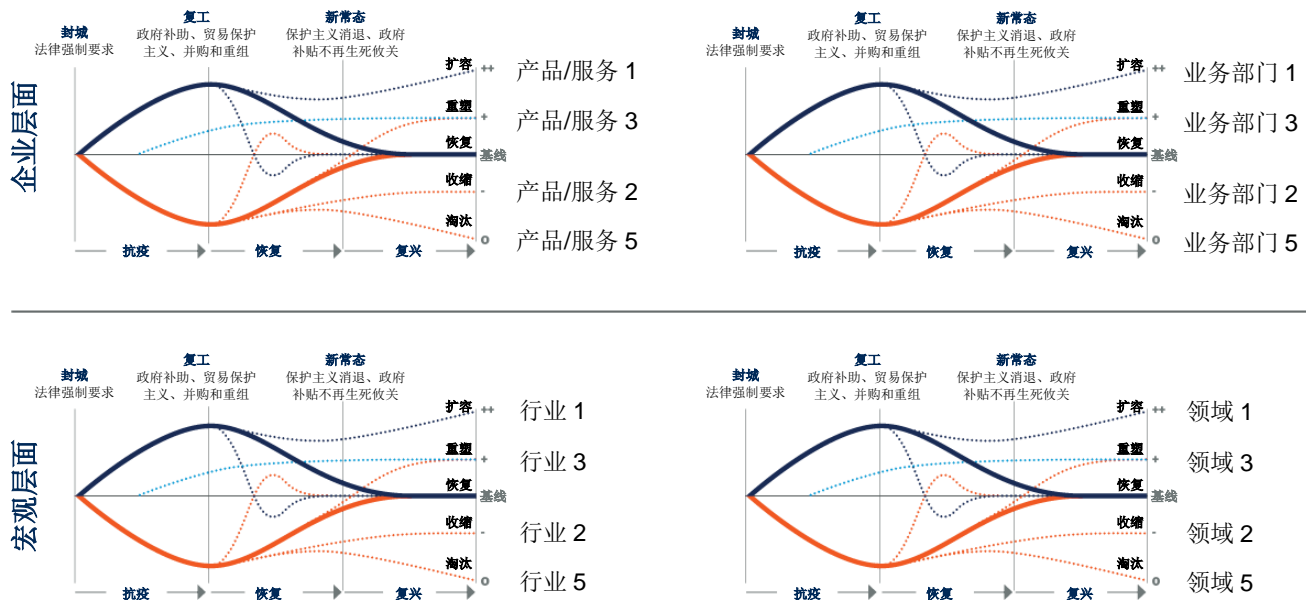 企业层面
封城
法律强制要求
复工
政府补助、贸易保护
主义、并购和重组
新常态
保护主义消退、政府
补贴不再生死攸关
扩容 ++
重塑 +
恢复
基线
收缩 -
淘汰
0
抗疫
恢复
复兴
产品/服务 1
产品/服务 3
产品/服务 2
产品/服务 5
封城
法律强制要求
复工
政府补助、贸易保护
主义、并购和重组
新常态
保护主义消退、政府
补贴不再生死攸关
扩容 ++
重塑 +
恢复
基线
收缩 -
淘汰
0
抗疫
恢复
复兴
业务部门 1
业务部门 3
业务部门 2
业务部门 5
宏观层面
封城
法律强制要求
复工
政府补助、贸易保护
主义、并购和重组
新常态
保护主义消退、政府
补贴不再生死攸关
扩容 ++
重塑 +
恢复
基线
收缩 -
淘汰
0
抗疫
恢复
复兴
行业 1
行业 3
行业 2
行业 5
封城
法律强制要求
复工
政府补助、贸易保护
主义、并购和重组
新常态
保护主义消退、政府
补贴不再生死攸关
扩容 ++
重塑 +
恢复
基线
收缩 -
淘汰
0
抗疫
恢复
复兴
领域 1
领域 3
领域 2
领域 5